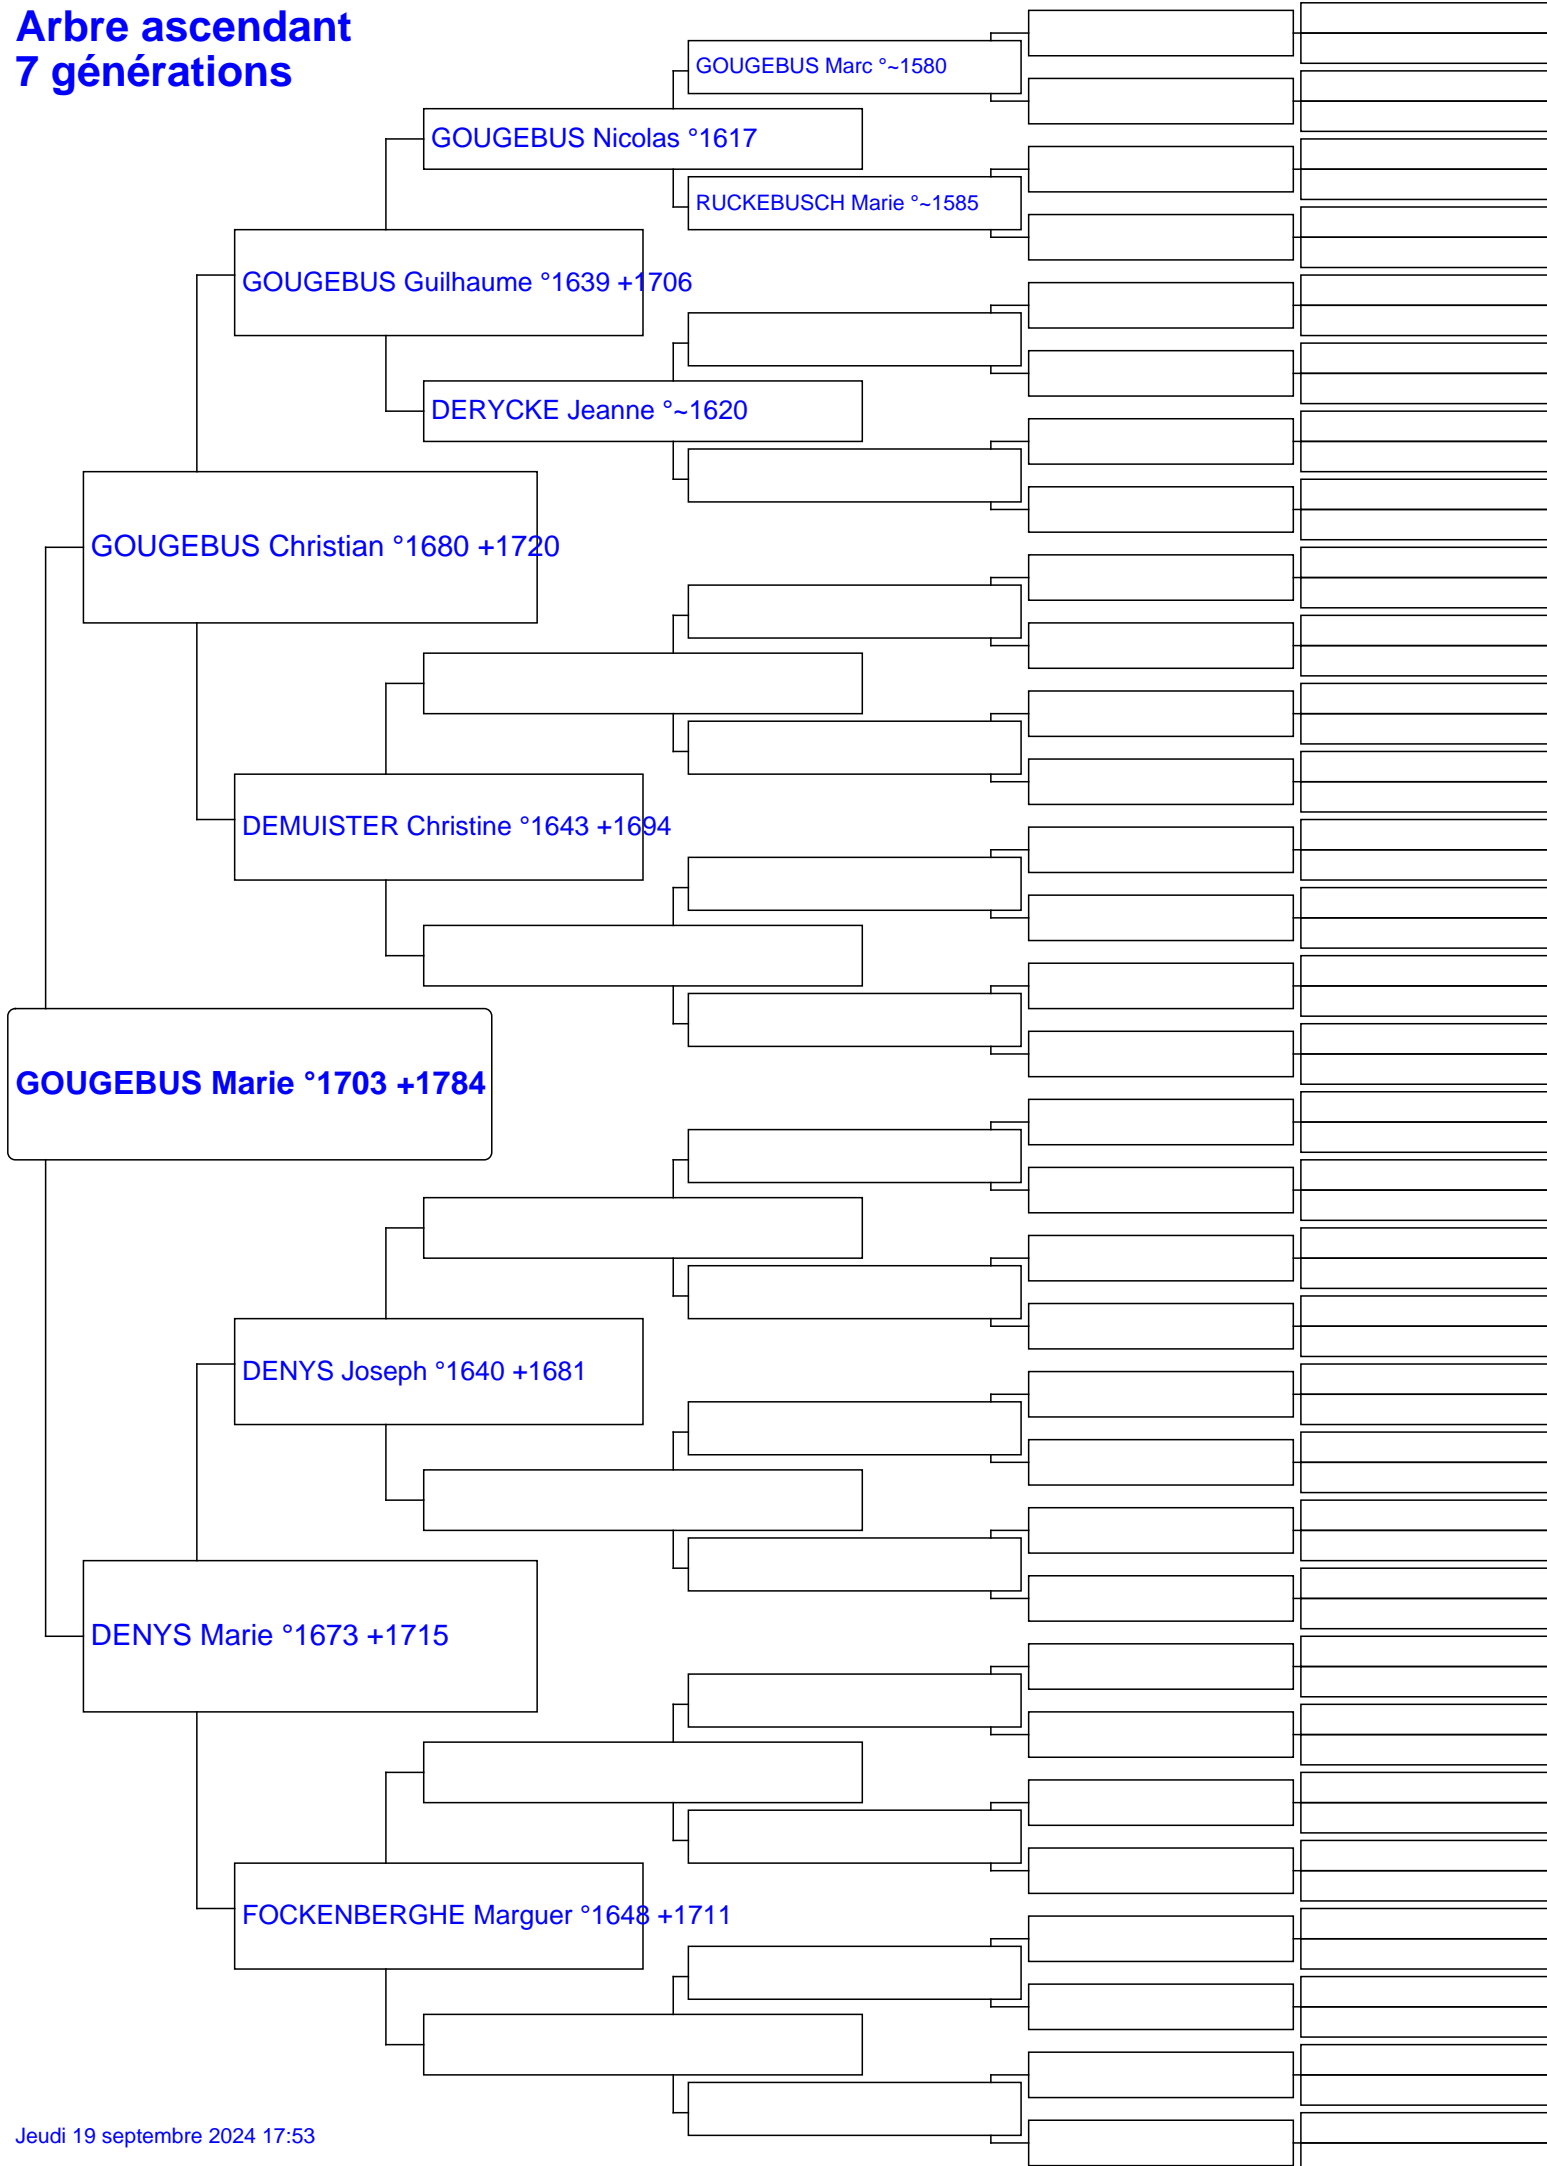 Arbre ascendant
7 générations
GOUGEBUS Marc °~1580
GOUGEBUS Nicolas °1617
RUCKEBUSCH Marie °~1585
GOUGEBUS Guilhaume °1639 +1706
DERYCKE Jeanne °~1620
GOUGEBUS Christian °1680 +1720
DEMUISTER Christine °1643 +1694
GOUGEBUS Marie °1703 +1784
DENYS Joseph °1640 +1681
DENYS Marie °1673 +1715
FOCKENBERGHE Marguer °1648 +1711
Jeudi 19 septembre 2024 17:53